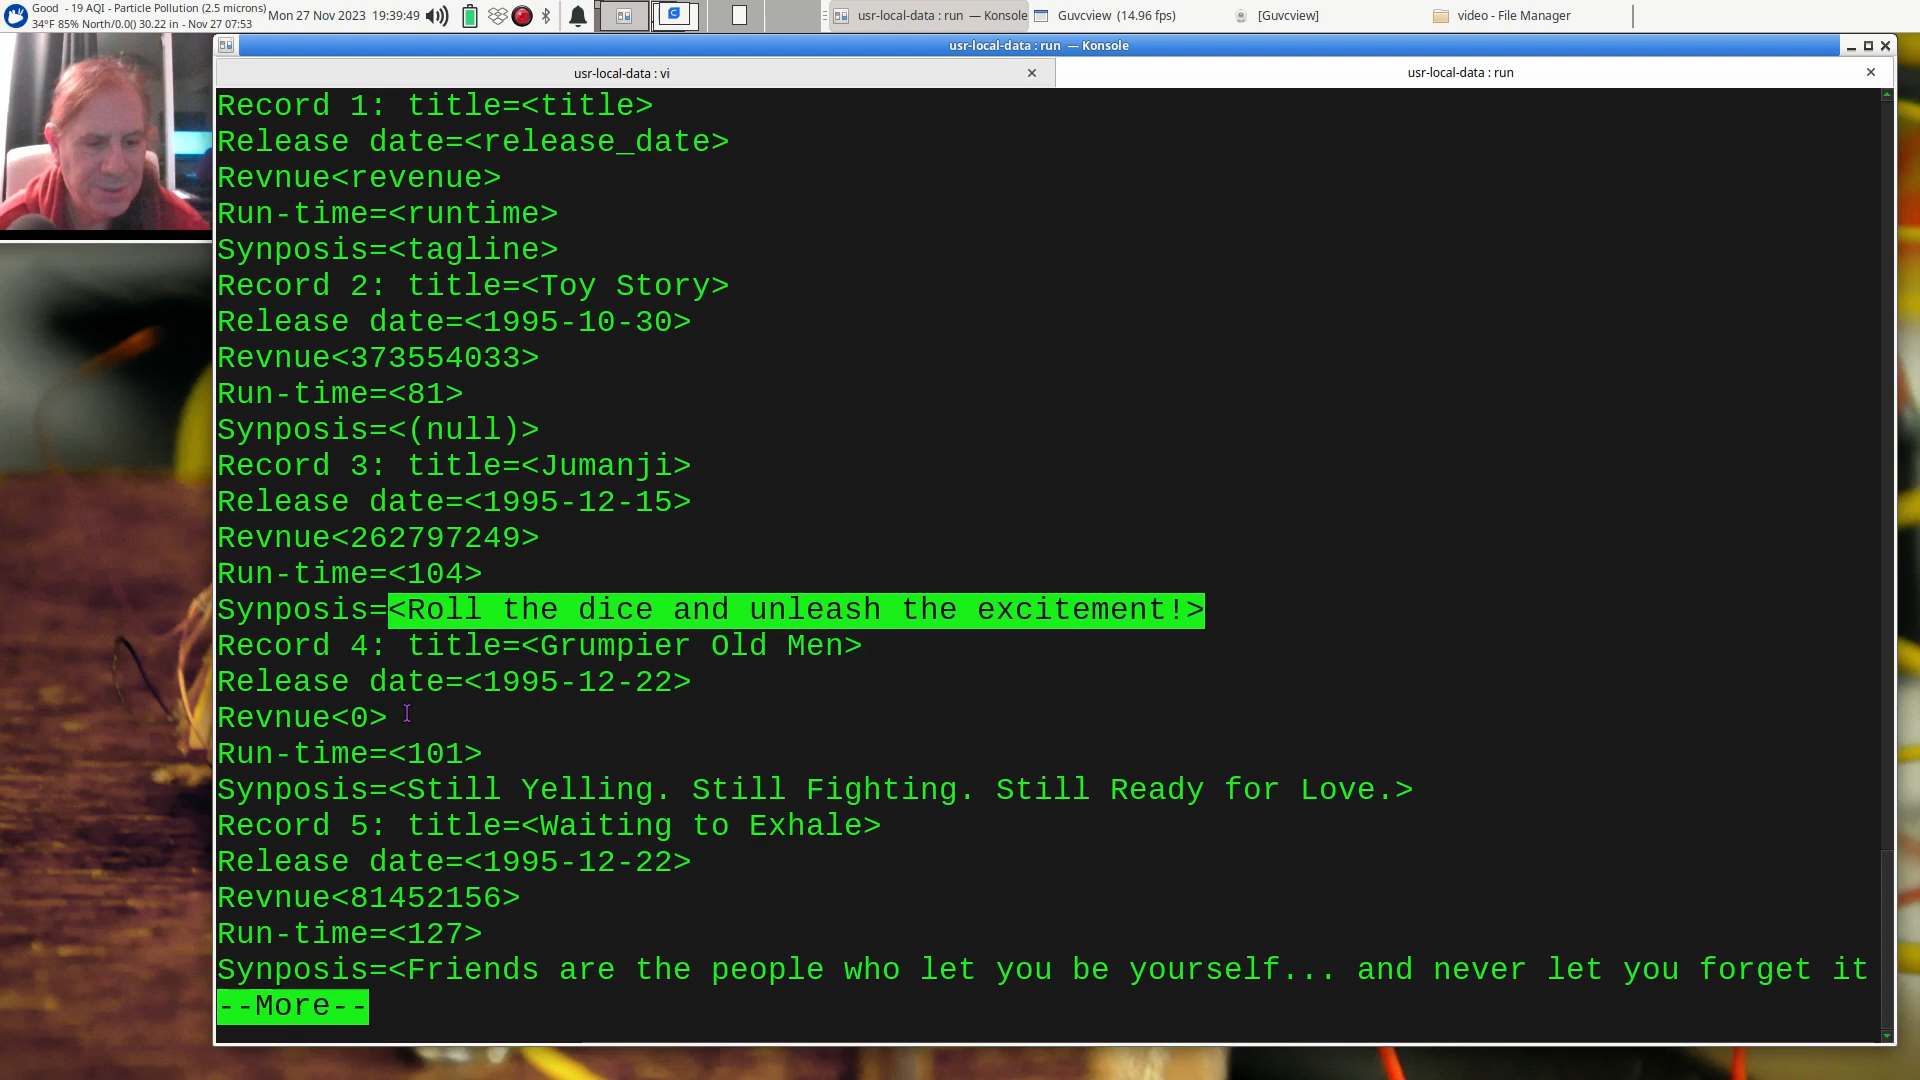 Good - 19 AQI - Particle Pollution (2.5 microns)
34°F 85% North/0.0() 30.22 in - Nov 27 07:53
Mon 27 Nov 2023 19:39:49
usr-local-data : run — Konsole
Guvcview (14.96 fps)
[Guvcview]
video - File Manager
usr-local-data : run — Konsole
usr-local-data : vi
usr-local-data : run
Record 1: title=<title>
Release date=<release_date>
Revnue<revenue>
Run-time=<runtime>
Synposis=<tagline>
Record 2: title=<Toy Story>
Release date=<1995-10-30>
Revnue<373554033>
Run-time=<81>
Synposis=<(null)>
Record 3: title=<Jumanji>
Release date=<1995-12-15>
Revnue<262797249>
Run-time=<104>
Synposis=<Roll the dice and unleash the excitement!>
Record 4: title=<Grumpier Old Men>
Release date=<1995-12-22>
Revnue<0>
Run-time=<101>
Synposis=<Still Yelling. Still Fighting. Still Ready for Love.>
Record 5: title=<Waiting to Exhale>
Release date=<1995-12-22>
Revnue<81452156>
Run-time=<127>
Synposis=<Friends are the people who let you be yourself... and never let you forget it
--More--